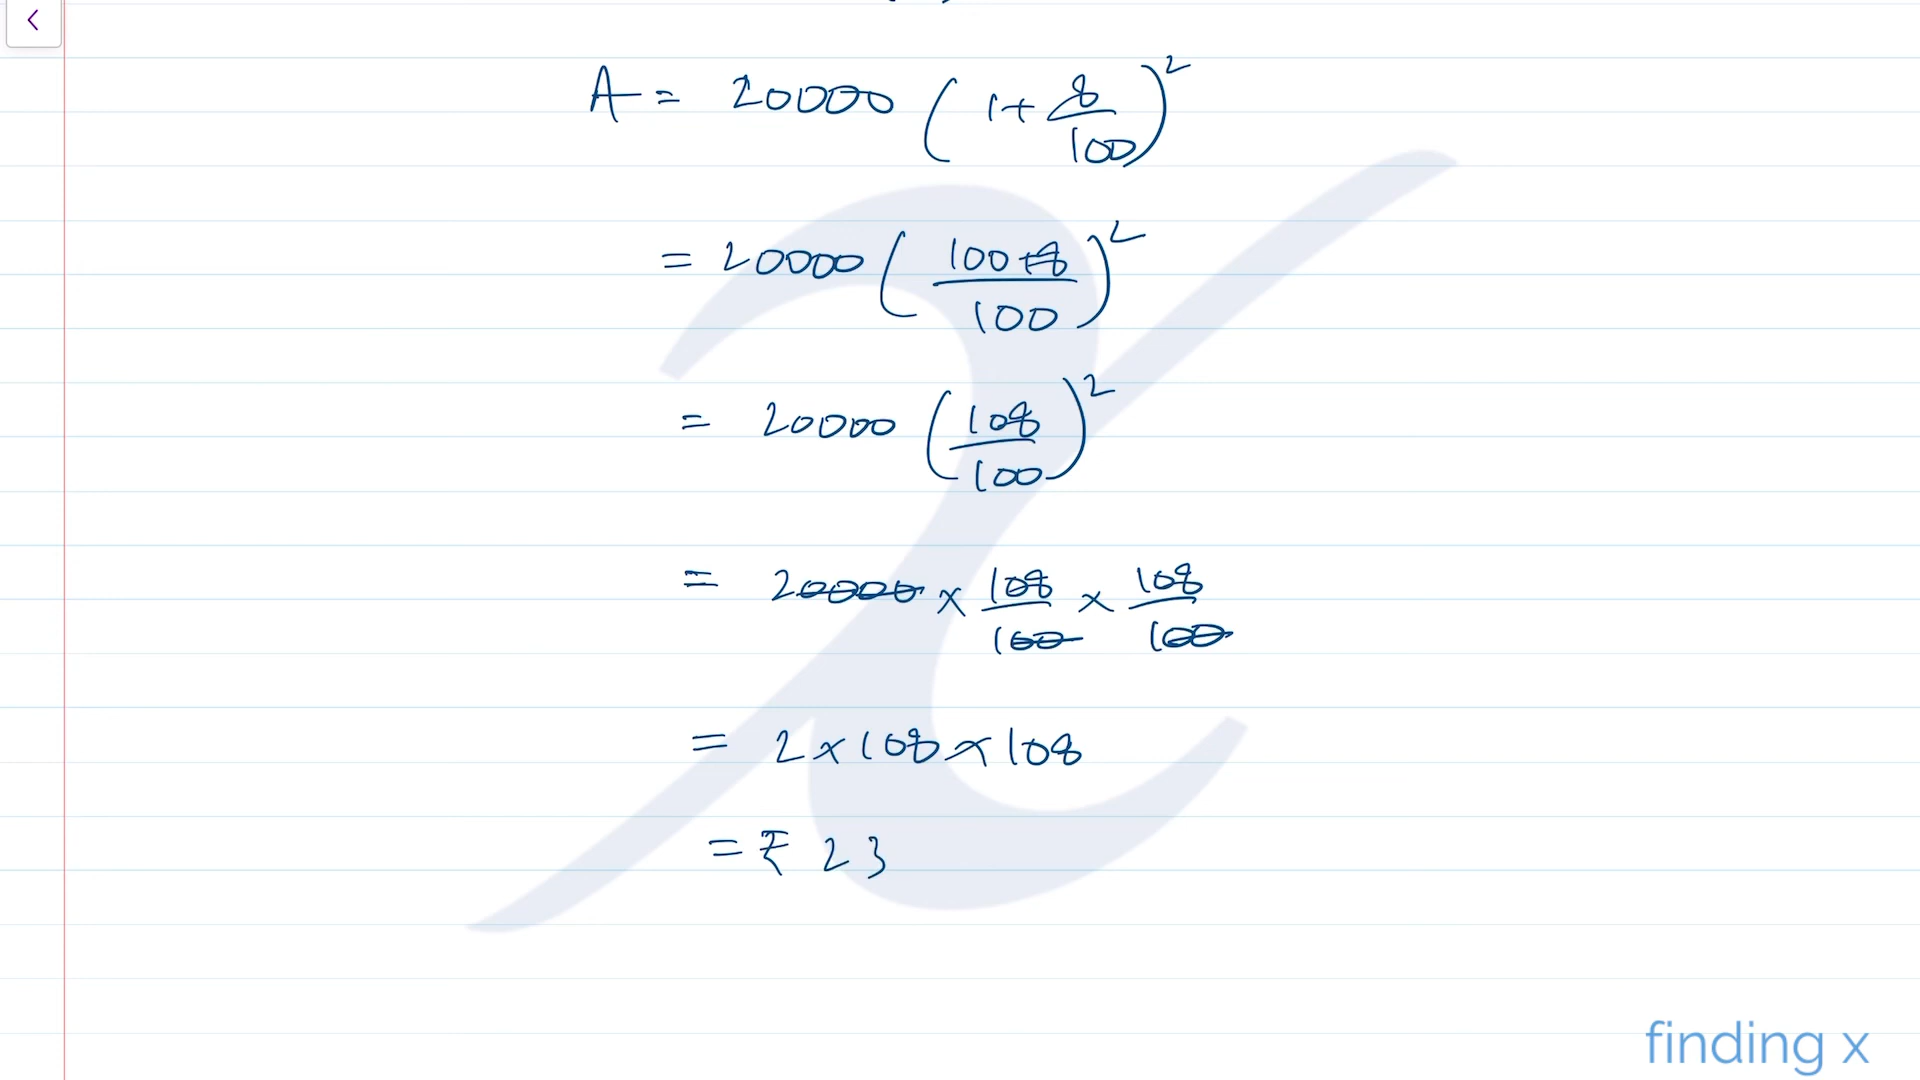 A = 20000 (1+ 8/100)²
= 20000 (100+8/100)²
= 20000 (108/100)²
= 20000 × 108/100 × 108/100
= 2 × 108 × 108
= ₹ 23
finding x